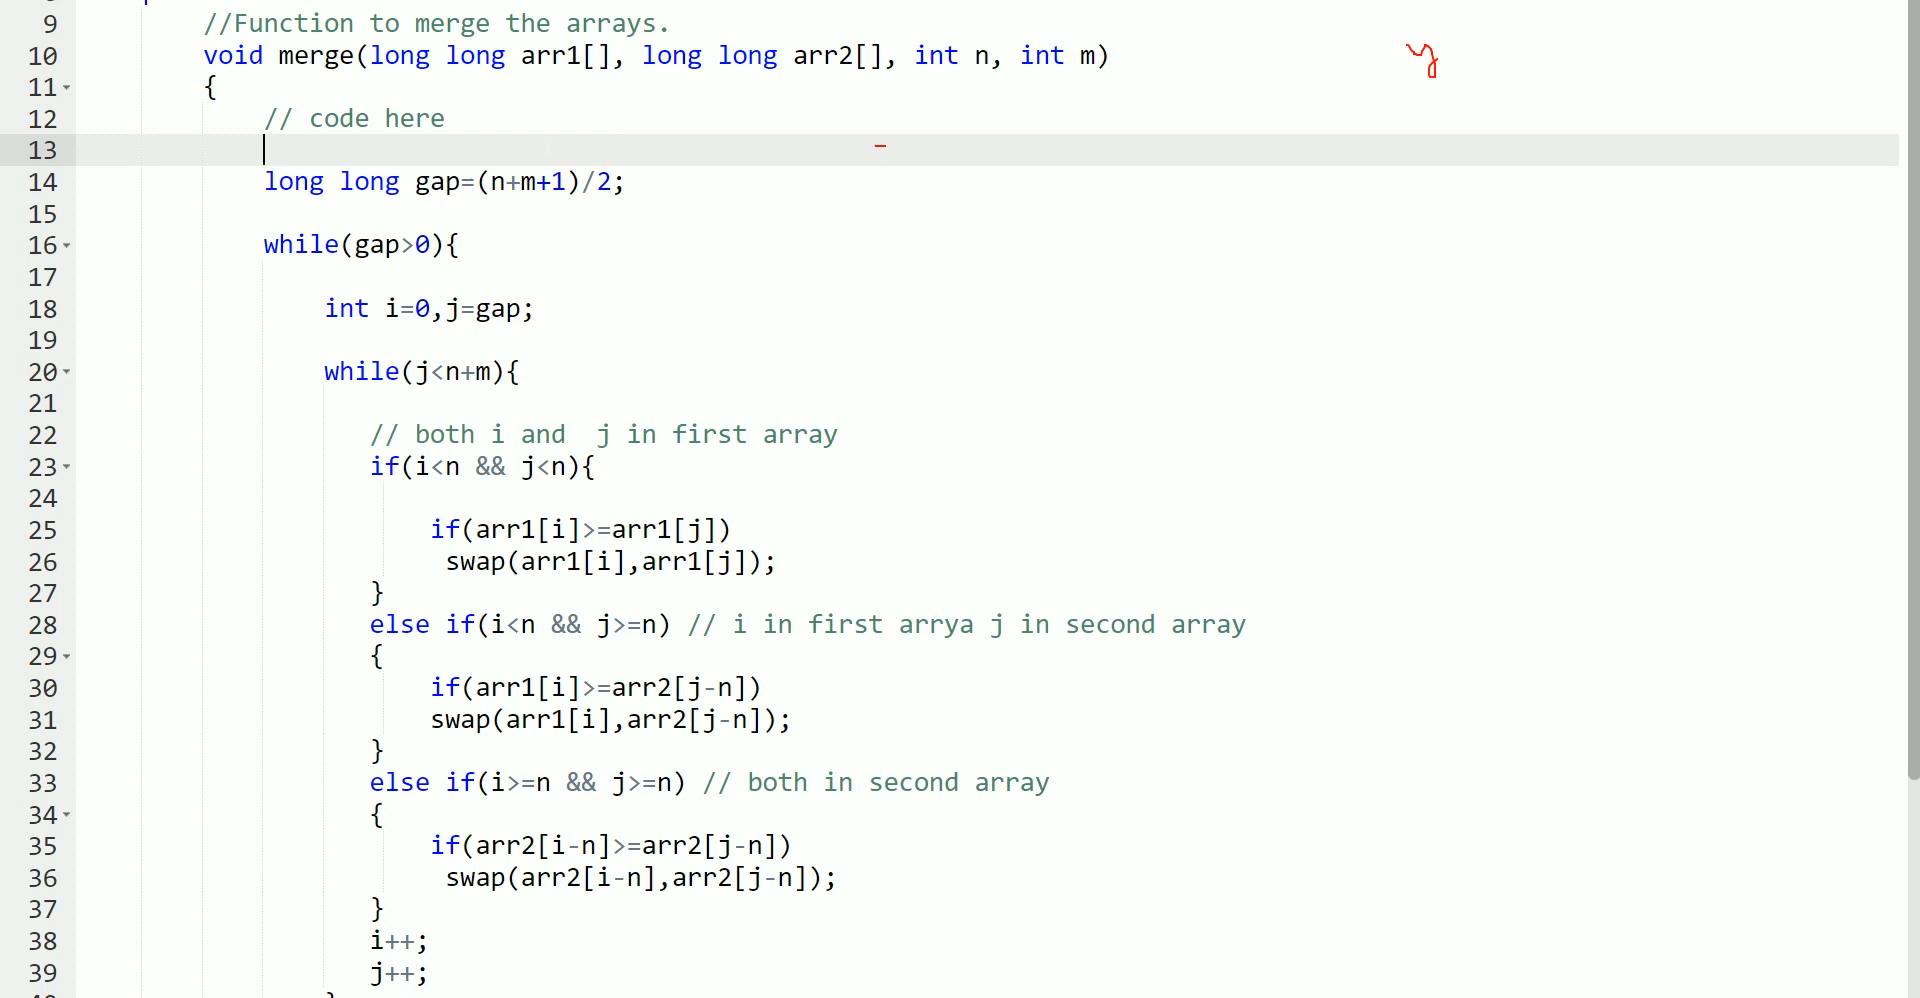 9 //Function to merge the arrays.
10 void merge(long long arr1[], long long arr2[], int n, int m)
11 {
12 // code here
13
14 long long gap=(n+m+1)/2;
15
16 while(gap>0){
17
18 int i=0,j=gap;
19
20 while(j<n+m){
21
22 // both i and  j in first array
23 if(i<n && j<n){
24
25 if(arr1[i]>=arr1[j])
26 swap(arr1[i],arr1[j]);
27 }
28 else if(i<n && j>=n) // i in first arrya j in second array
29 {
30 if(arr1[i]>=arr2[j-n])
31 swap(arr1[i],arr2[j-n]);
32 }
33 else if(i>=n && j>=n) // both in second array
34 {
35 if(arr2[i-n]>=arr2[j-n])
36 swap(arr2[i-n],arr2[j-n]);
37 }
38 i++;
39 j++;